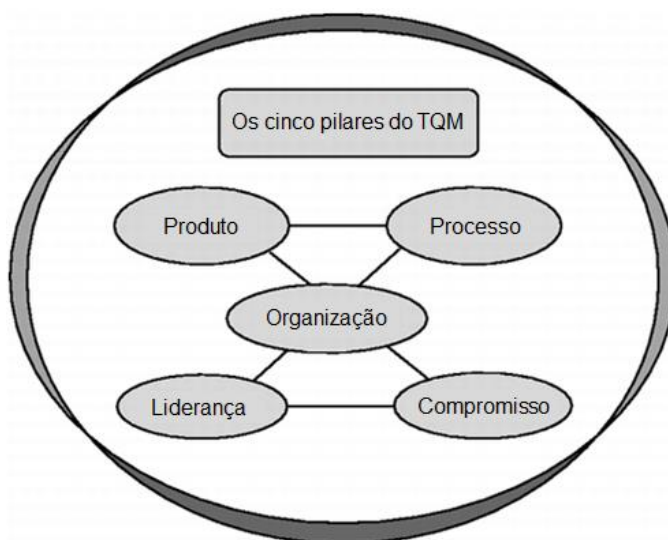 Os cinco pilares do TQM
Produto
Processo
Organização
Liderança
Compromisso